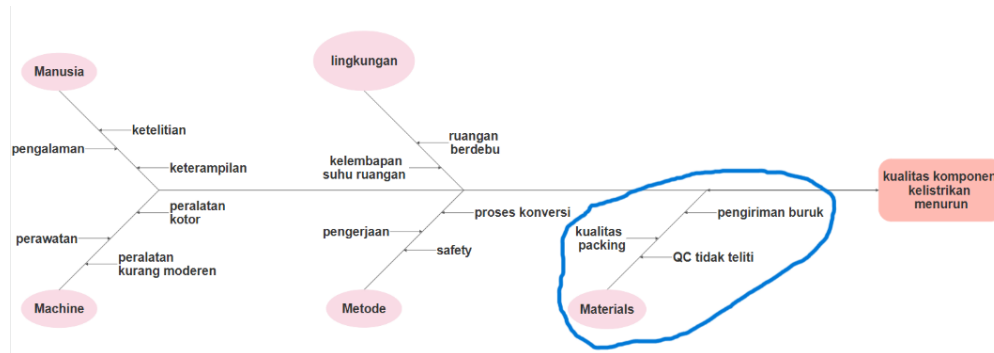 Manusia
ketelitian
pengalaman
keterampilan
lingkungan
ruangan
berdebu
kelembapan
suhu ruangan
peralatan
kotor
perawatan
peralatan
kurang moderen
Machine
proses konversi
pengerjaan
safety
Metode
pengiriman buruk
kualitas
packing
QC tidak teliti
Materials
kualitas komponen
kelistrikan
menurun